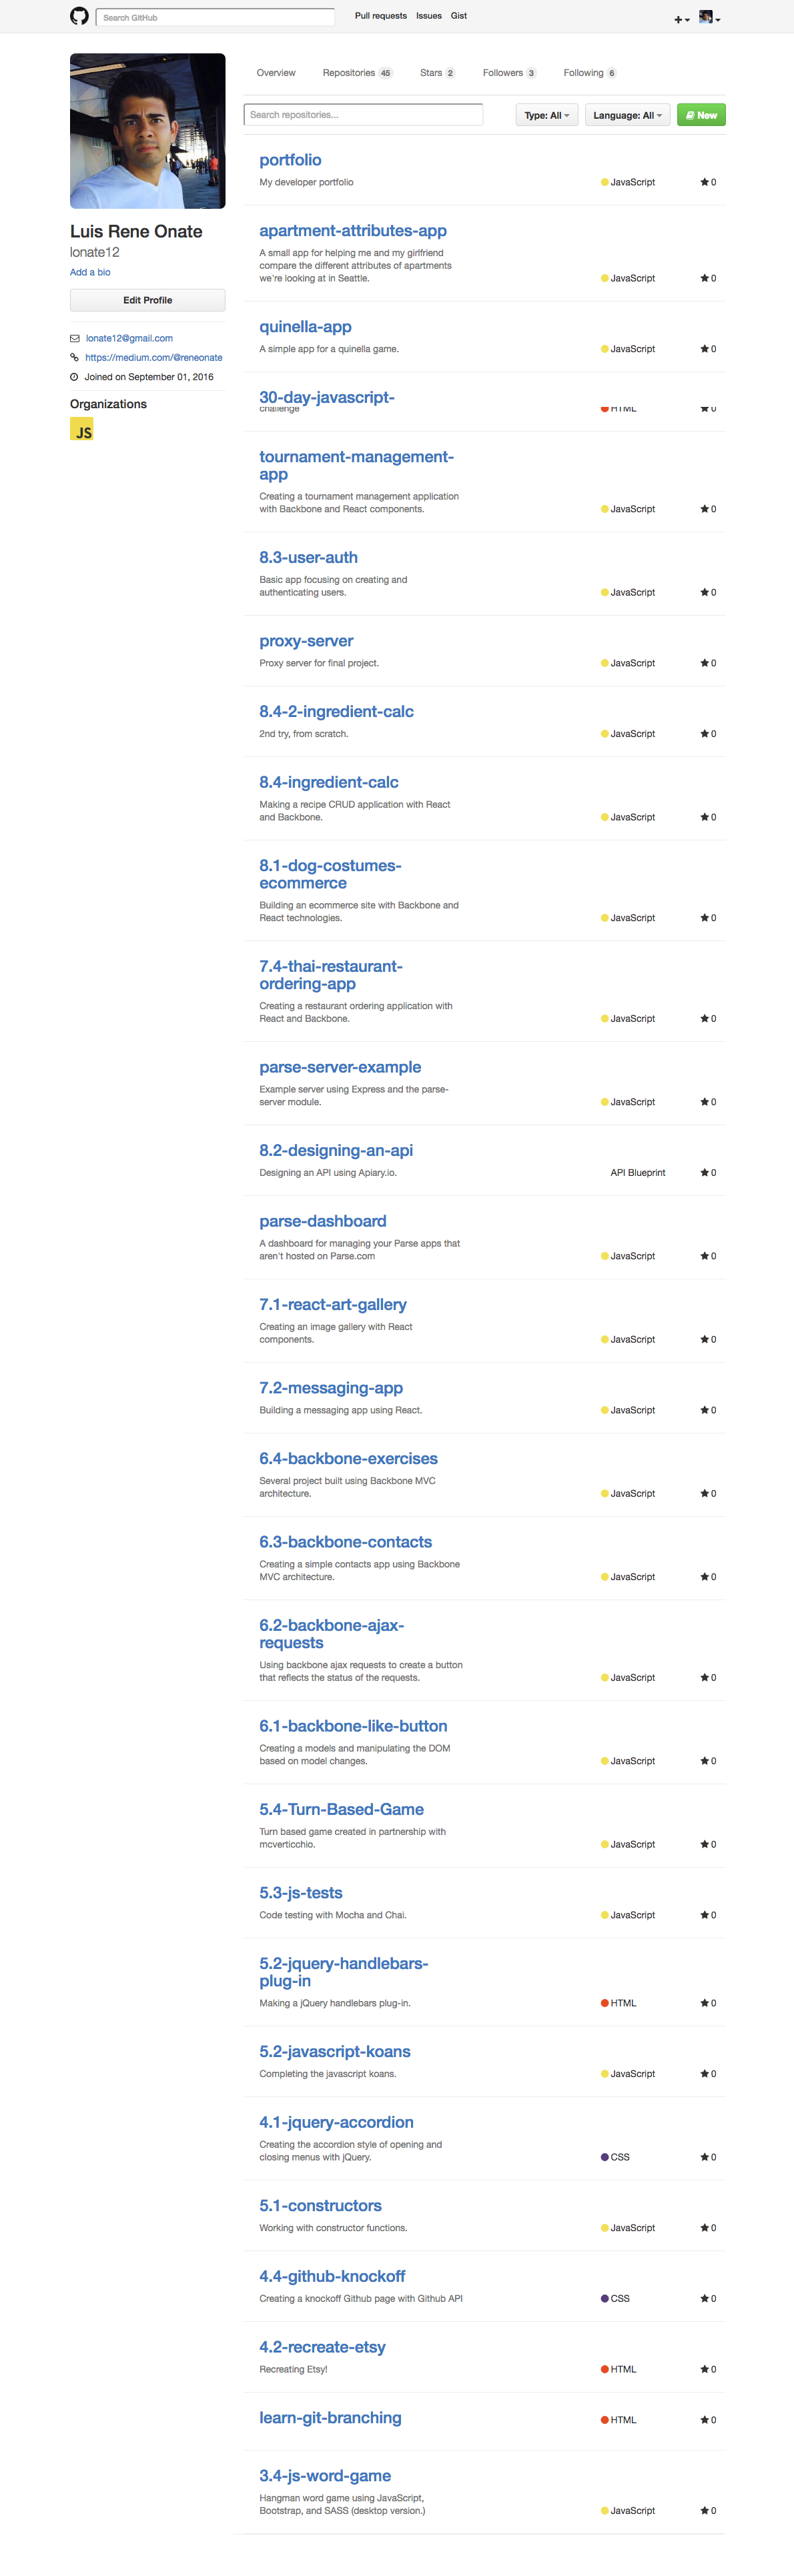 Search GitHub
Pull requests Issues Gist
Overview Repositories 45 Stars 2 Followers 3 Following 6
Search repositories...
Type: All Language: All New
Luis Rene Onate
lonate12
Add a bio
Edit Profile
lonate12@gmail.com
https://medium.com/@reneonate
Joined on September 01, 2016
Organizations
JS
portfolio
My developer portfolio
JavaScript 0
apartment-attributes-app
A small app for helping me and my girlfriend
compare the different attributes of apartments
we're looking at in Seattle.
JavaScript 0
quinella-app
A simple app for a quinella game.
JavaScript 0
30-day-javascript-
challenge
HTML 0
tournament-management-
app
Creating a tournament management application
with Backbone and React components.
JavaScript 0
8.3-user-auth
Basic app focusing on creating and
authenticating users.
JavaScript 0
proxy-server
Proxy server for final project.
JavaScript 0
8.4-2-ingredient-calc
2nd try, from scratch.
JavaScript 0
8.4-ingredient-calc
Making a recipe CRUD application with React
and Backbone.
JavaScript 0
8.1-dog-costumes-
ecommerce
Building an ecommerce site with Backbone and
React technologies.
JavaScript 0
7.4-thai-restaurant-
ordering-app
Creating a restaurant ordering application with
React and Backbone.
JavaScript 0
parse-server-example
Example server using Express and the parse-
server module.
JavaScript 0
8.2-designing-an-api
Designing an API using Apiary.io.
API Blueprint 0
parse-dashboard
A dashboard for managing your Parse apps that
aren't hosted on Parse.com
JavaScript 0
7.1-react-art-gallery
Creating an image gallery with React
components.
JavaScript 0
7.2-messaging-app
Building a messaging app using React.
JavaScript 0
6.4-backbone-exercises
Several project built using Backbone MVC
architecture.
JavaScript 0
6.3-backbone-contacts
Creating a simple contacts app using Backbone
MVC architecture.
JavaScript 0
6.2-backbone-ajax-
requests
Using backbone ajax requests to create a button
that reflects the status of the requests.
JavaScript 0
6.1-backbone-like-button
Creating a models and manipulating the DOM
based on model changes.
JavaScript 0
5.4-Turn-Based-Game
Turn based game created in partnership with
mcverticchio.
JavaScript 0
5.3-js-tests
Code testing with Mocha and Chai.
JavaScript 0
5.2-jquery-handlebars-
plug-in
Making a jQuery handlebars plug-in.
HTML 0
5.2-javascript-koans
Completing the javascript koans.
JavaScript 0
4.1-jquery-accordion
Creating the accordion style of opening and
closing menus with jQuery.
CSS 0
5.1-constructors
Working with constructor functions.
JavaScript 0
4.4-github-knockoff
Creating a knockoff Github page with Github API
CSS 0
4.2-recreate-etsy
Recreating Etsy!
HTML 0
learn-git-branching
HTML 0
3.4-js-word-game
Hangman word game using JavaScript,
Bootstrap, and SASS (desktop version.)
JavaScript 0